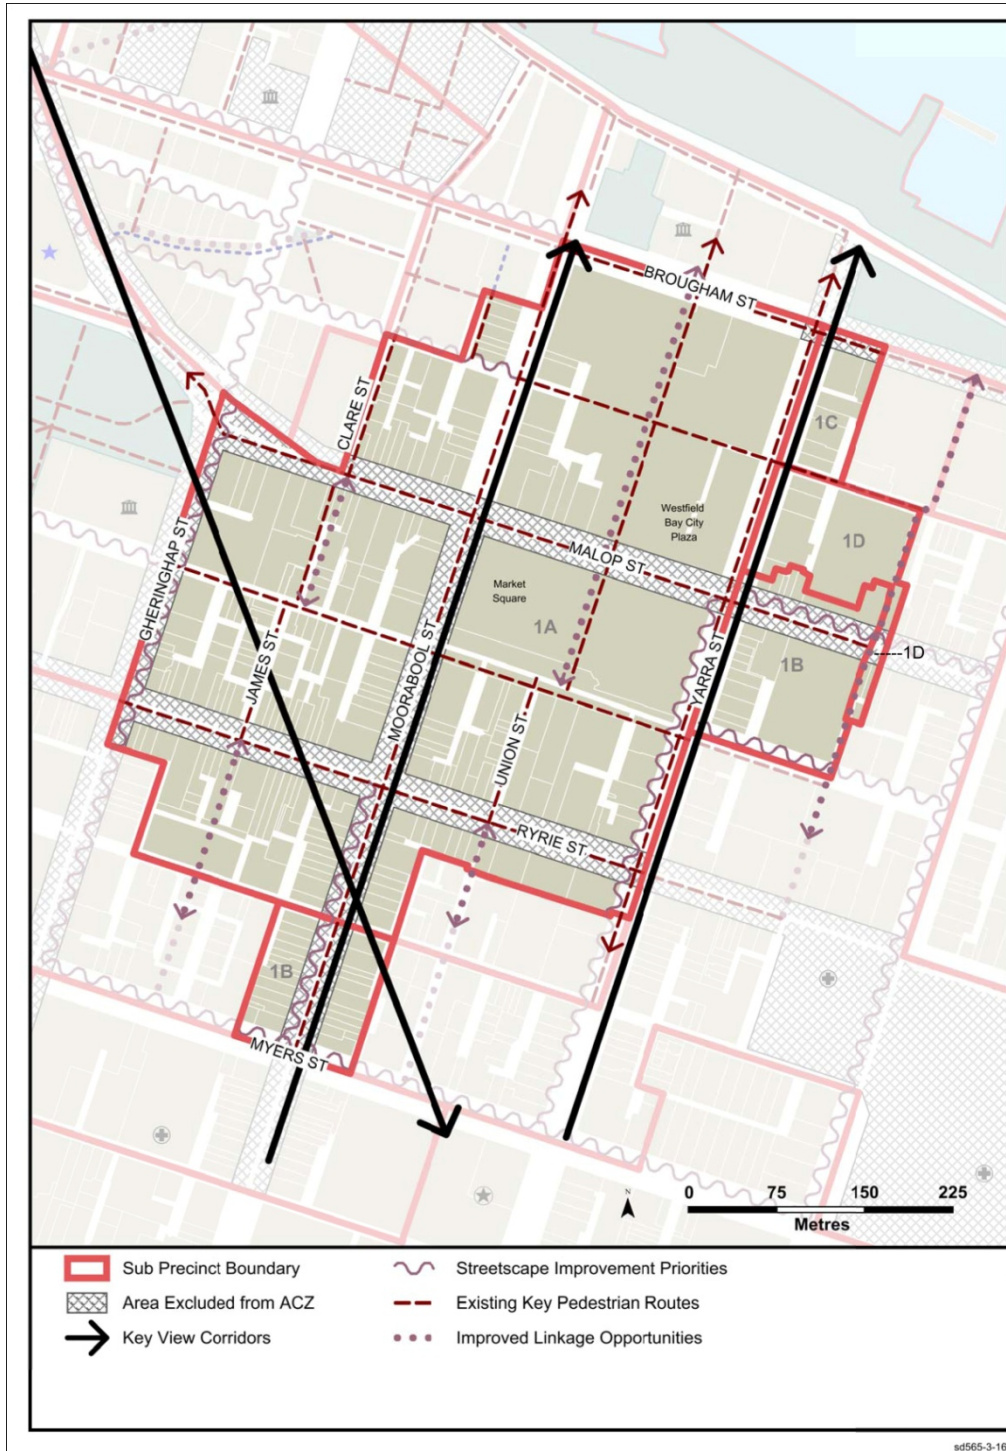 BROUGHAM ST
CLARE ST
1C
Westfield
Bay City
Plaza
1D
MALOP ST
GHERINGHAP ST
Market
Square
1A
YARRA ST
1B
1D
JAMES ST
MOORABOOL ST
UNION ST
RYRIE ST
1B
MYERS ST
N
0 75 150 225
Metres
Sub Precinct Boundary
Area Excluded from ACZ
Key View Corridors
Streetscape Improvement Priorities
Existing Key Pedestrian Routes
Improved Linkage Opportunities
sd565-3-16